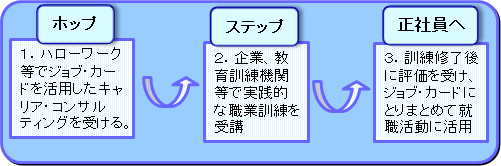 ホップ
1. ハローワーク
等でジョブ・カー
ドを活用したキャ
リア・コンサル
ティングを受ける。
ステップ
2. 企業、教
育訓練機関
等で実践的
な職業訓練を
受講
正社員へ
3. 訓練修了後
に評価を受け、
ジョブ・カードに
とりまとめて就
職活動に活用